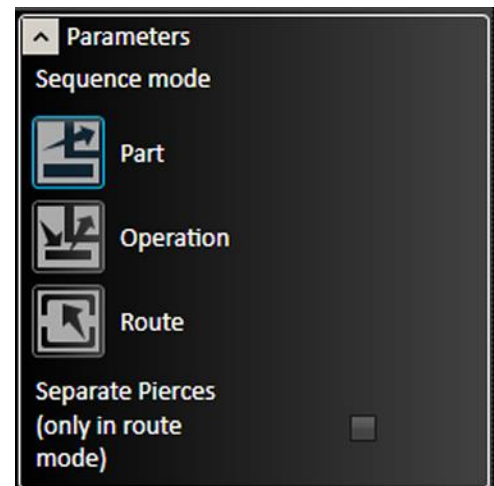 Parameters
Sequence mode
Part
Operation
Route
Separate Pierces
(only in route
mode)